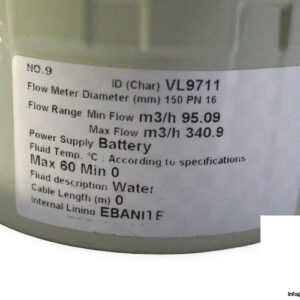 NO.9
ID (Char) VL9711
Flow Meter Diameter (mm) 150 PN 16
Flow Range Min Flow m3/h 95.09
Max Flow m3/h 340.9
Power Supply Battery
Fluid Temp. °C : According to specifications
Max 60 Min 0
Fluid description Water
Cable Length (m) 0
Internal Lining EBANITE